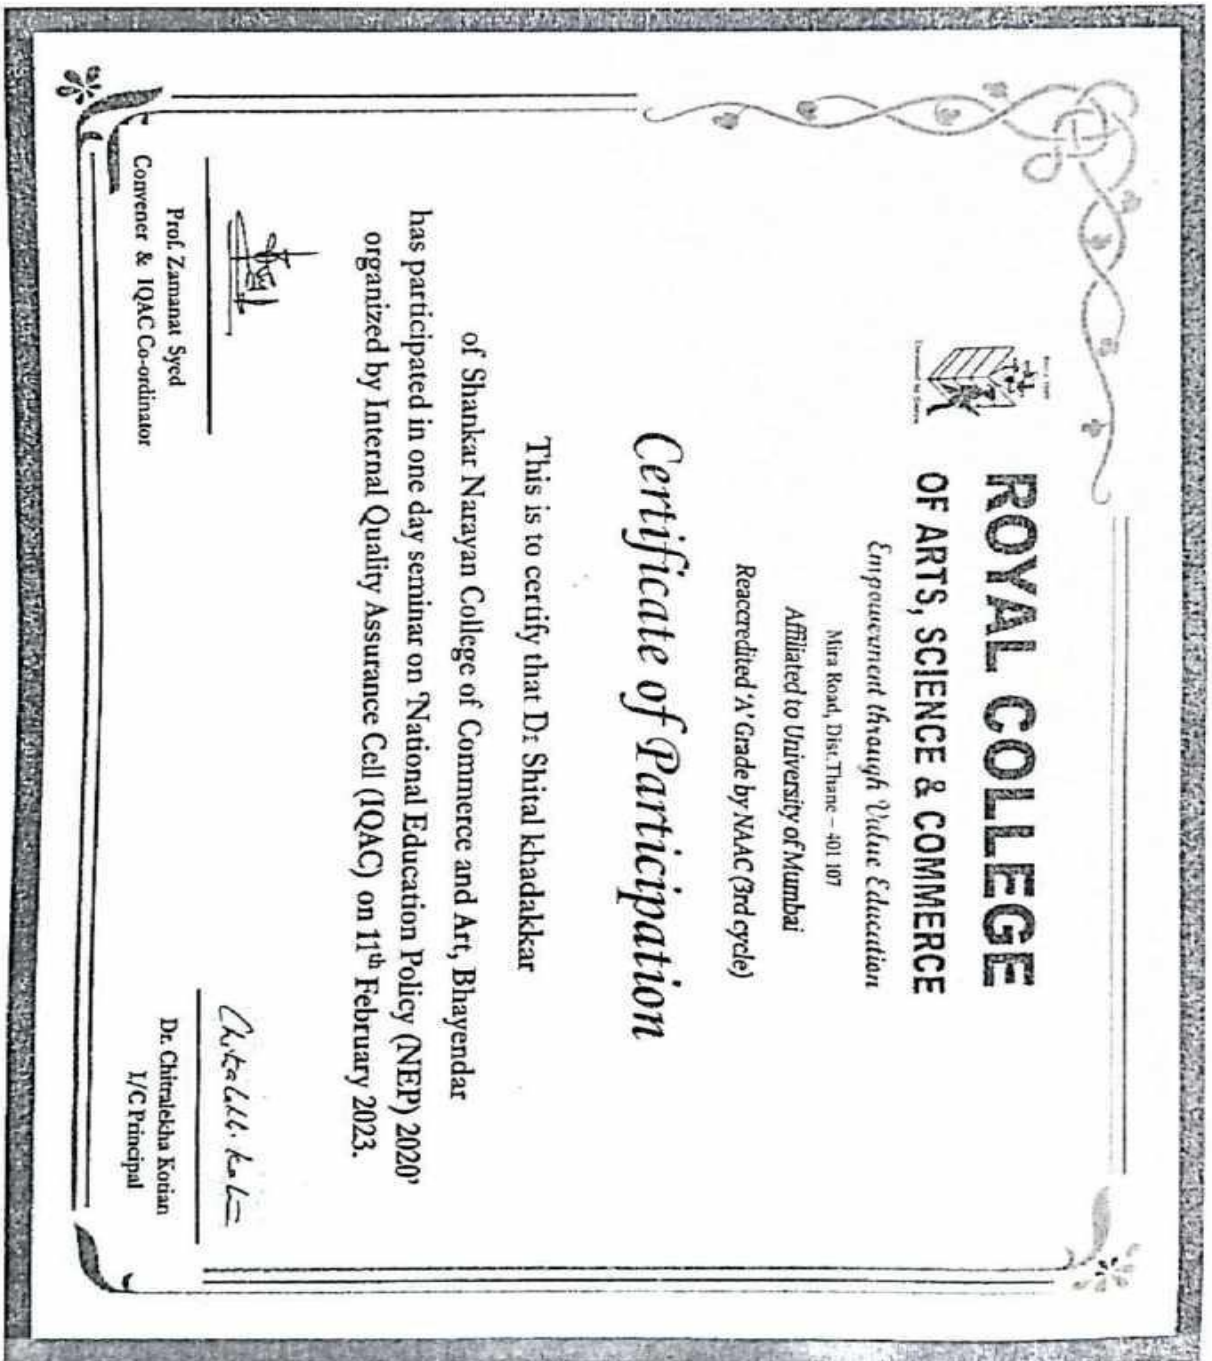 ROYAL COLLEGE
OF ARTS, SCIENCE & COMMERCE
Empowerment through Value Education
Mira Road, Dist.Thane – 401 107
Affiliated to University of Mumbai
Reaccredited 'A' Grade by NAAC (3rd cycle)
Certificate of Participation
This is to certify that Dr Shital khadakkar
of Shankar Narayan College of Commerce and Art, Bhayendar
has participated in one day seminar on 'National Education Policy (NEP) 2020'
organized by Internal Quality Assurance Cell (IQAC) on 11th February 2023.
Prof. Zamanat Syed
Convener & IQAC Co-ordinator
Dr. Chitralekha Kotian
I/C Principal